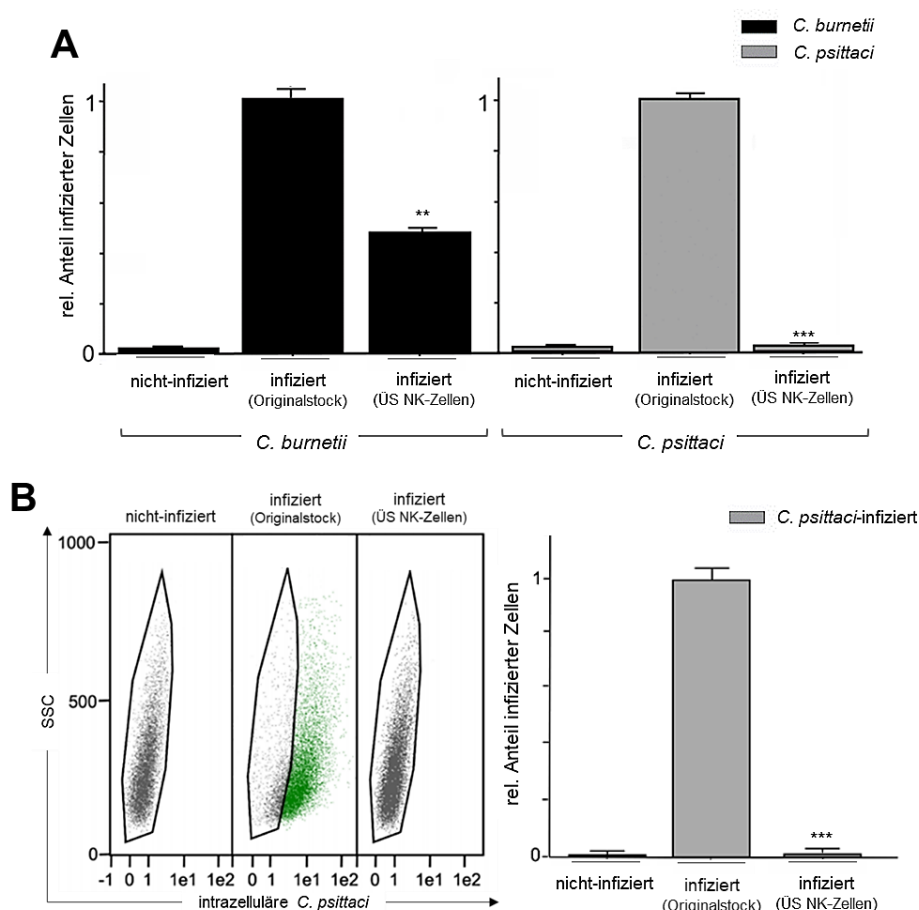 A
C. burnetii
C. psittaci
rel. Anteil infizierter Zellen
1
0
1
**
***
nicht-infiziert
infiziert
(Originalstock)
infiziert
(ÜS NK-Zellen)
nicht-infiziert
infiziert
(Originalstock)
infiziert
(ÜS NK-Zellen)
C. burnetii
C. psittaci
B
nicht-infiziert
infiziert
(Originalstock)
infiziert
(ÜS NK-Zellen)
SSC
1000
500
0
-1 0 1 1e1 1e2
0 1 1e1 1e2
0 1 1e1 1e2
intrazelluläre C. psittaci
C. psittaci-infiziert
rel. Anteil infizierter Zellen
1
0
***
nicht-infiziert
infiziert
(Originalstock)
infiziert
(ÜS NK-Zellen)